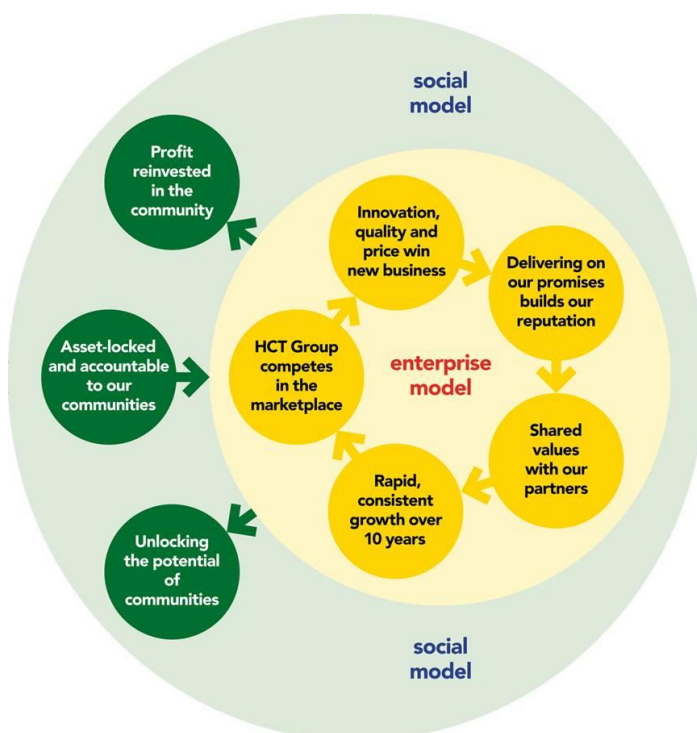 social
model
Profit
reinvested
in the
community
Innovation,
quality and
price win
new business
Delivering on
our promises
builds our
reputation
Asset-locked
and accountable
to our
communities
HCT Group
competes
in the
marketplace
enterprise
model
Shared
values
with our
partners
Rapid,
consistent
growth over
10 years
Unlocking
the potential
of
communities
social
model